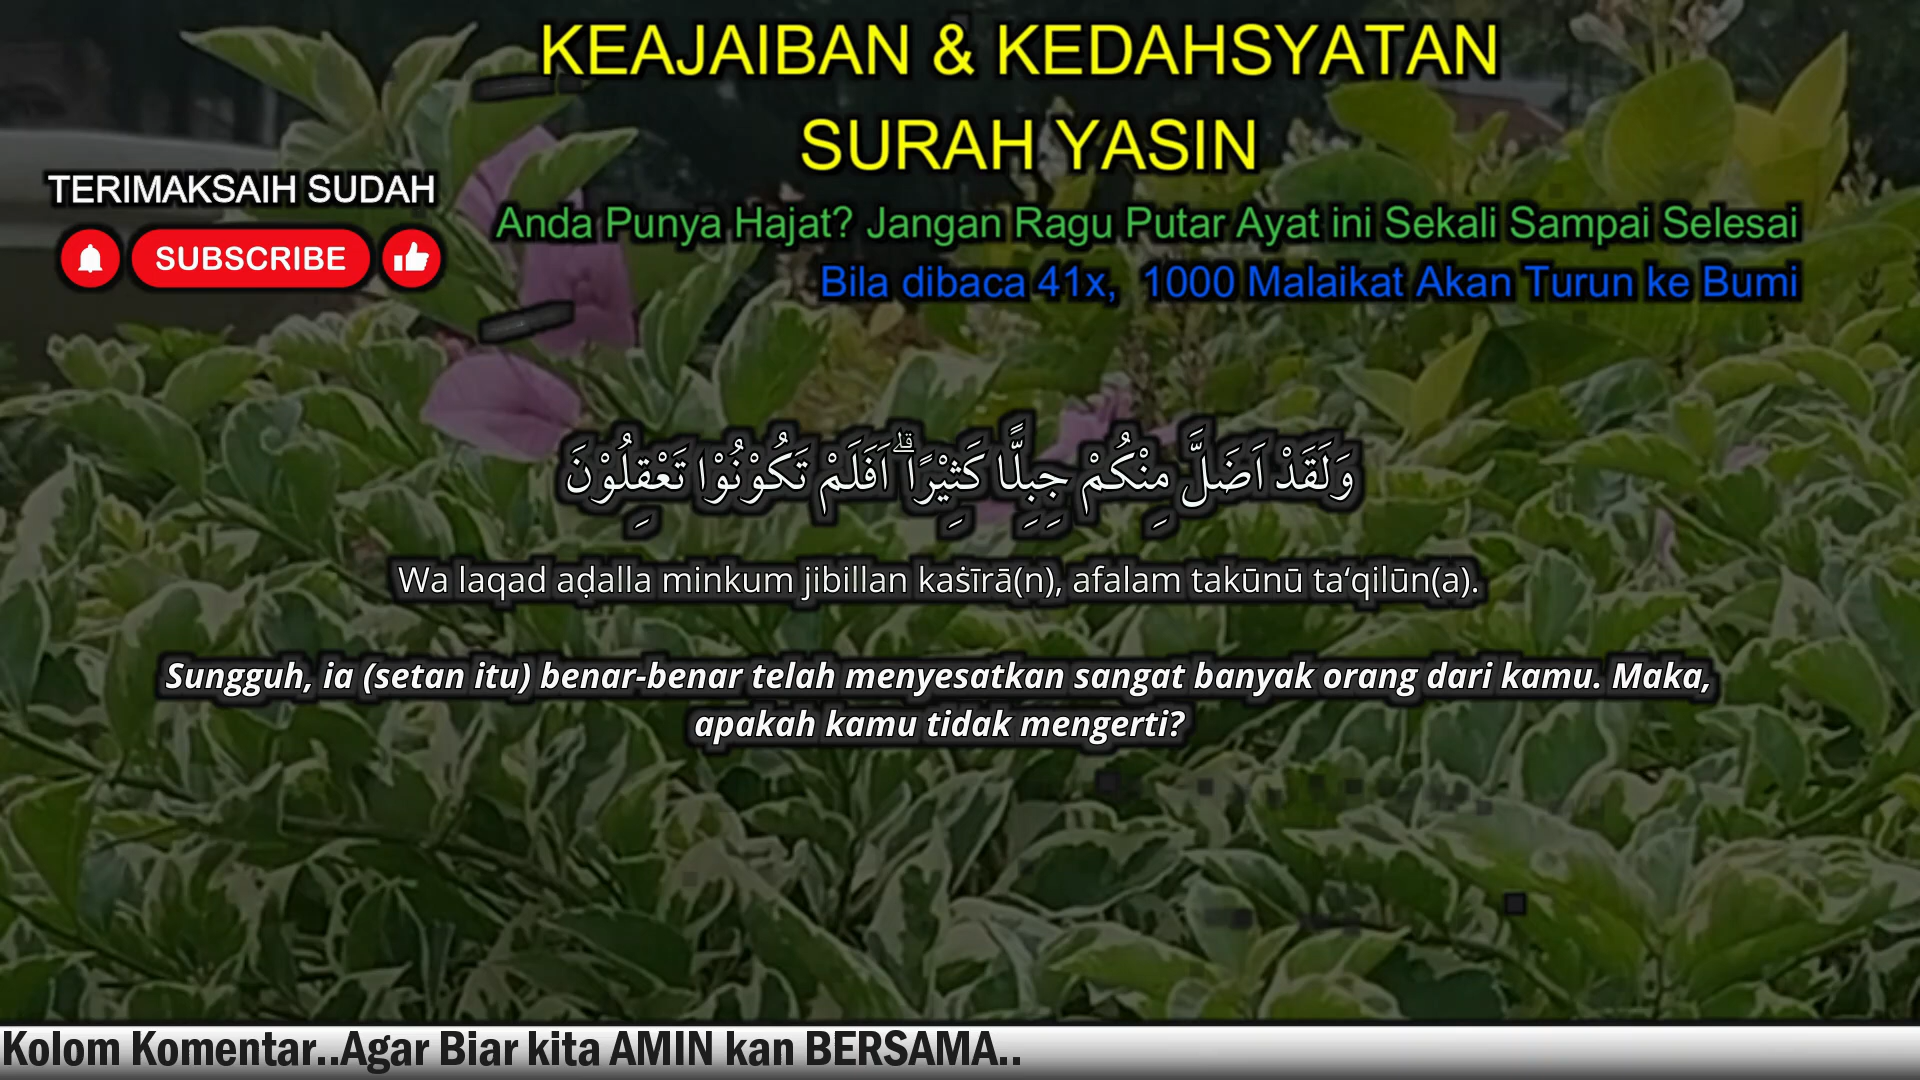 KEAJAIBAN & KEDAHSYATAN
SURAH YASIN
TERIMAKSAIH SUDAH
SUBSCRIBE
Anda Punya Hajat? Jangan Ragu Putar Ayat ini Sekali Sampai Selesai
Bila dibaca 41x, 1000 Malaikat Akan Turun ke Bumi
وَلَقَدْ اَضَلَّ مِنْكُمْ جِبِلًّا كَثِيْرًاۗ اَفَلَمْ تَكُوْنُوْا تَعْقِلُوْنَ
Wa laqad aḍalla minkum jibillan kaṡīrā(n), afalam takūnū ta‘qilūn(a).
Sungguh, ia (setan itu) benar-benar telah menyesatkan sangat banyak orang dari kamu. Maka,
apakah kamu tidak mengerti?
Kolom Komentar..Agar Biar kita AMIN kan BERSAMA..